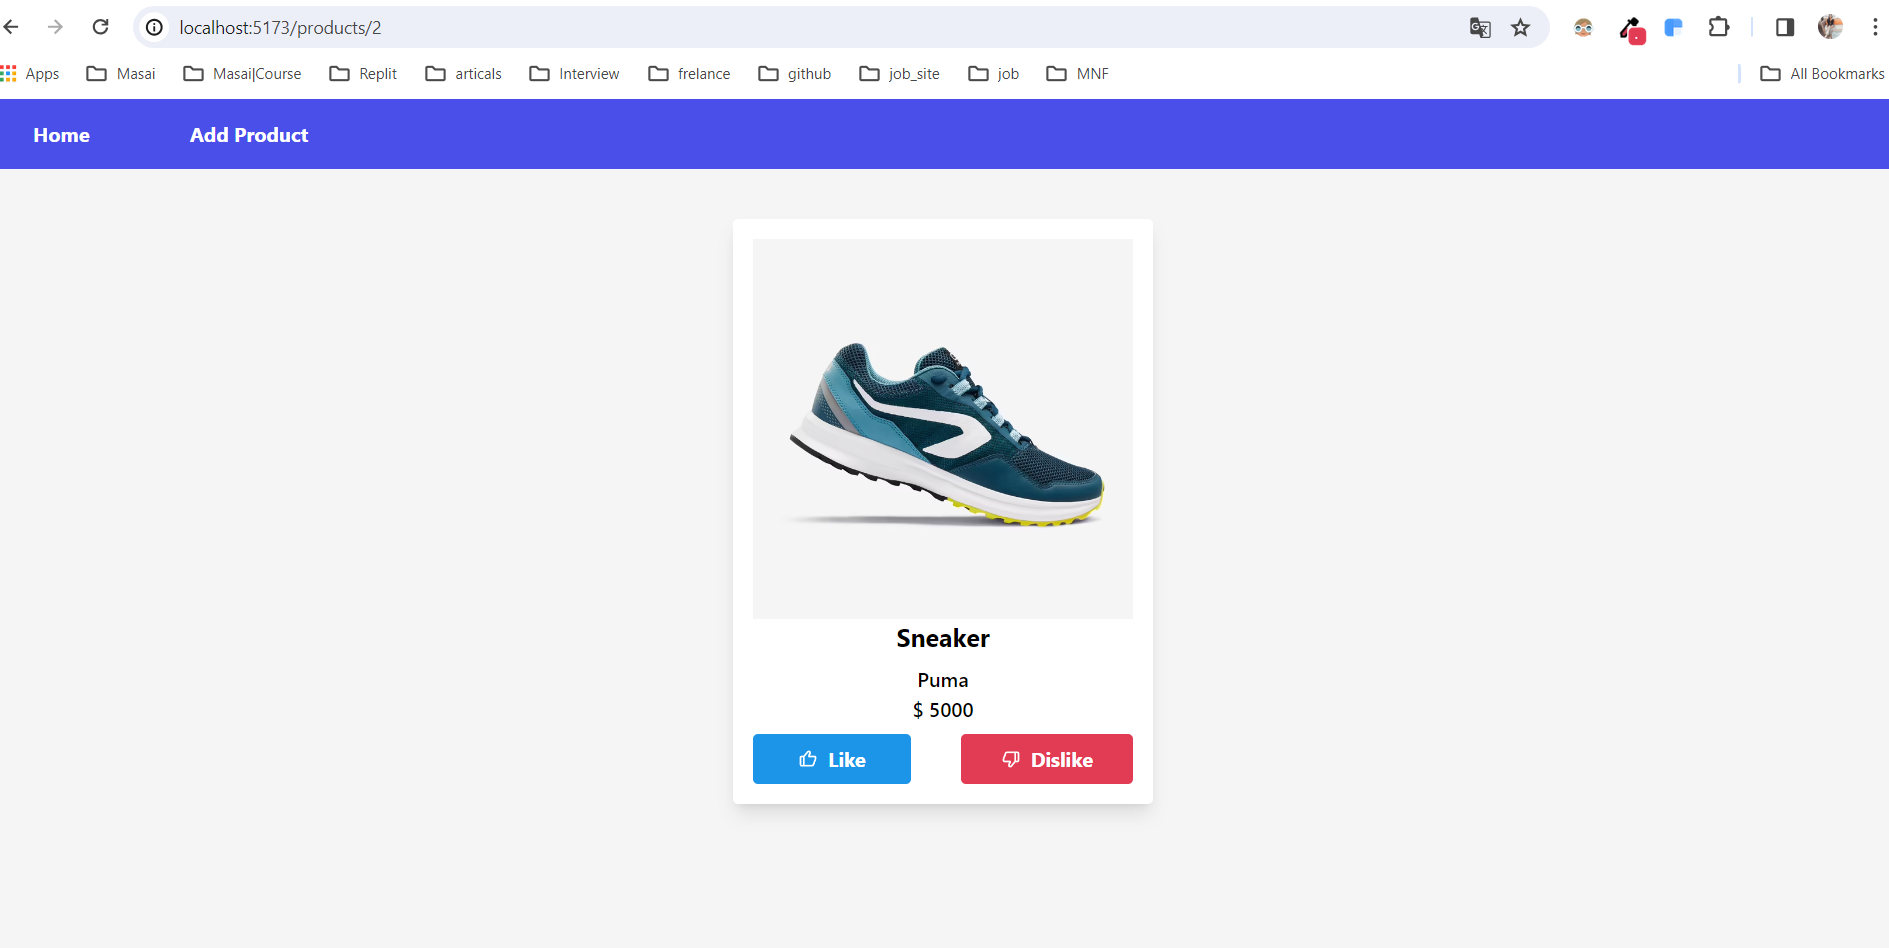 localhost:5173/products/2
Apps Masai Masai|Course Replit articals Interview frelance github job_site job MNF All Bookmarks
Home Add Product
Sneaker
Puma
$ 5000
Like Dislike